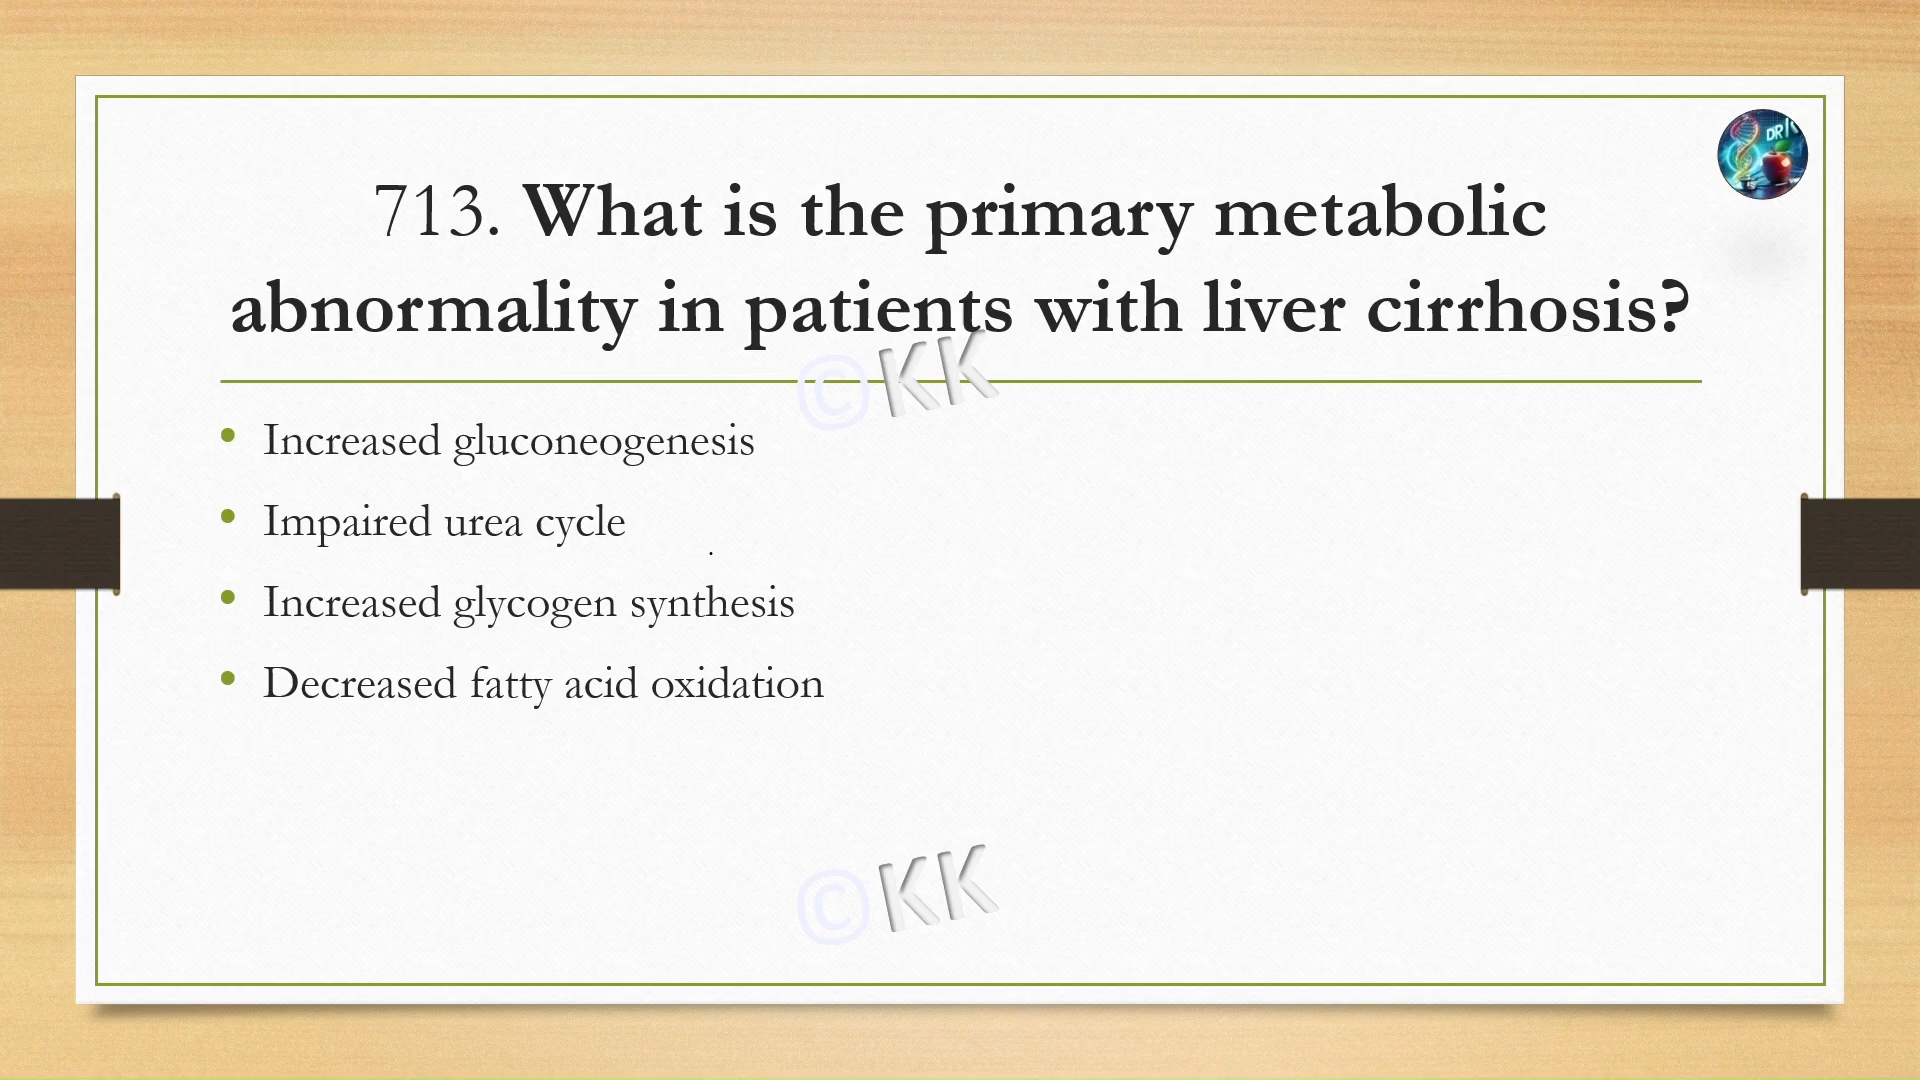 713. What is the primary metabolic
abnormality in patients with liver cirrhosis?
©KK
• Increased gluconeogenesis
• Impaired urea cycle
• Increased glycogen synthesis
• Decreased fatty acid oxidation
©KK